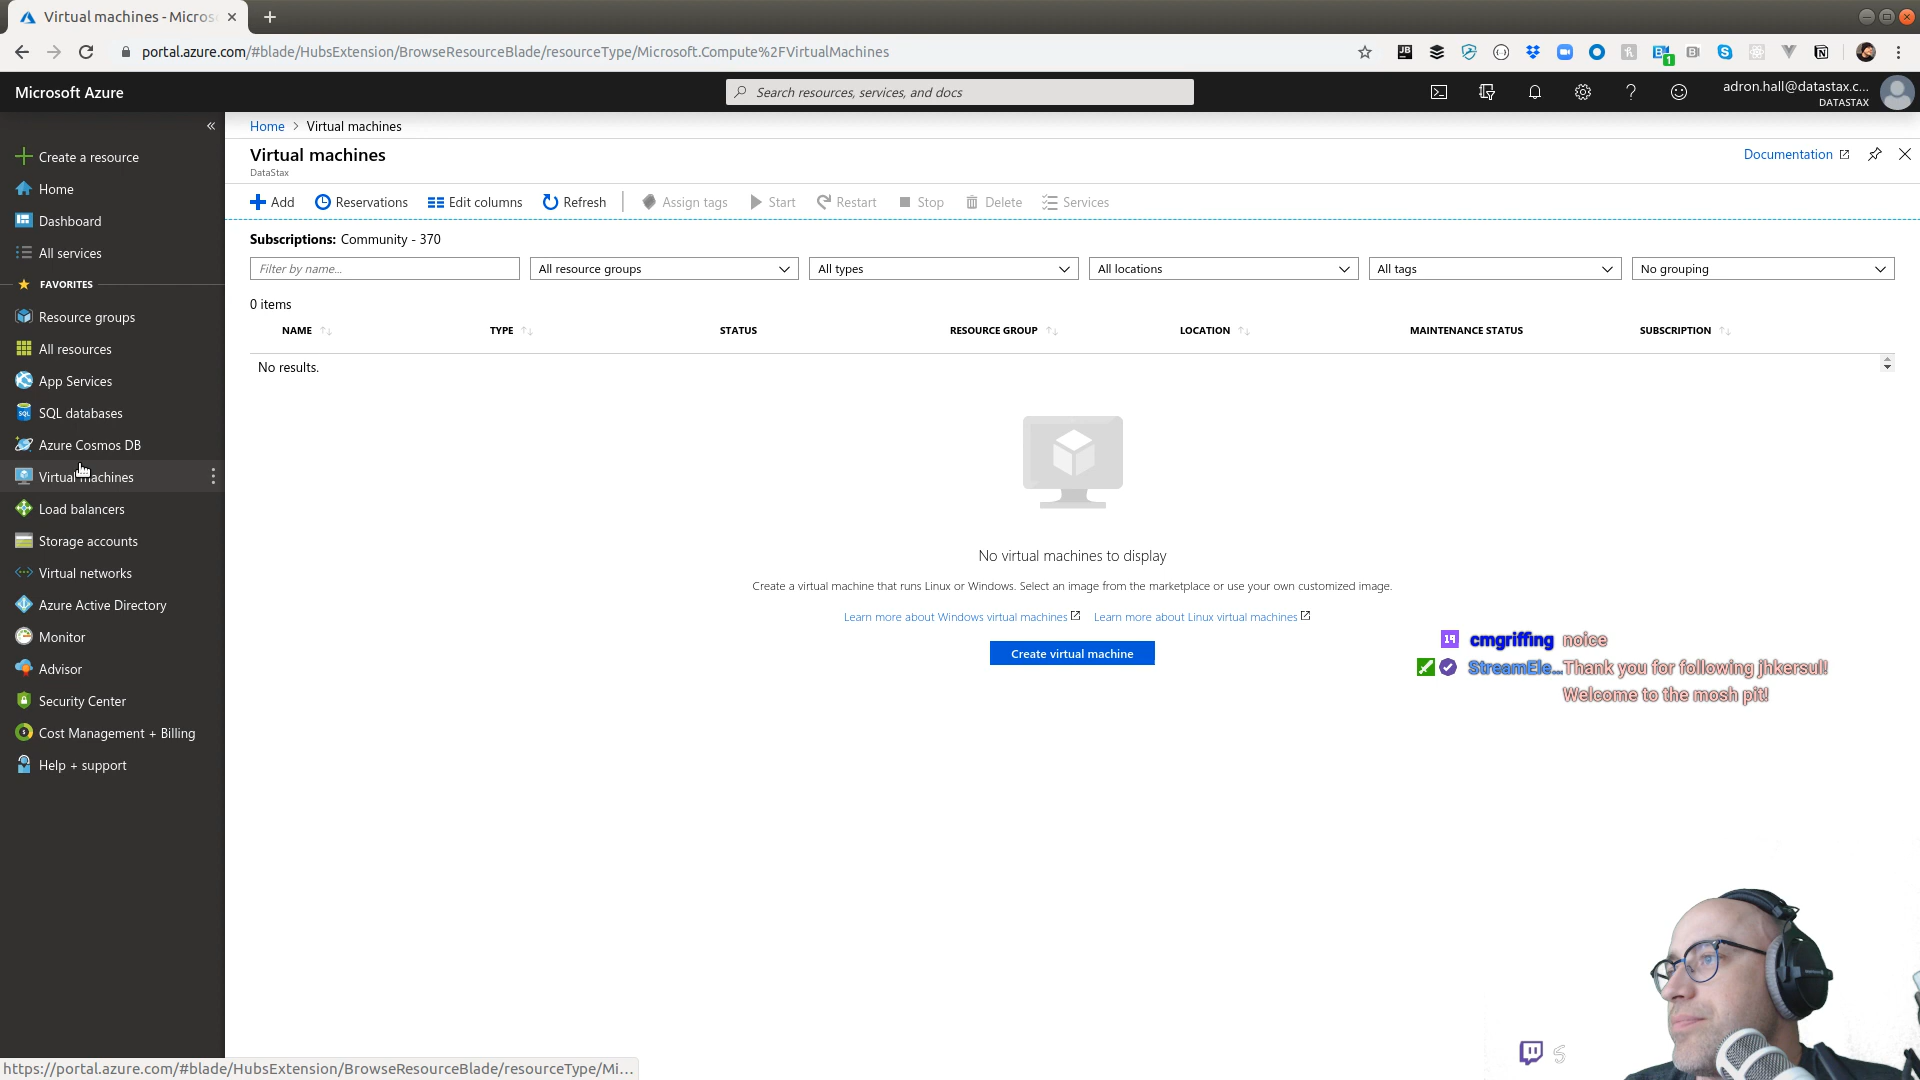 Virtual machines - Micros
portal.azure.com/#blade/HubsExtension/BrowseResourceBlade/resourceType/Microsoft.Compute%2FVirtualMachines
Microsoft Azure
Search resources, services, and docs
adron.hall@datastax.c...
DATASTAX
Create a resource
Home
Dashboard
All services
FAVORITES
Resource groups
All resources
App Services
SQL databases
Azure Cosmos DB
Virtual machines
Load balancers
Storage accounts
Virtual networks
Azure Active Directory
Monitor
Advisor
Security Center
Cost Management + Billing
Help + support
Home > Virtual machines
Virtual machines
DataStax
Documentation
Add Reservations Edit columns Refresh Assign tags Start Restart Stop Delete Services
Subscriptions: Community - 370
Filter by name... All resource groups All types All locations All tags No grouping
0 items
NAME TYPE STATUS RESOURCE GROUP LOCATION MAINTENANCE STATUS SUBSCRIPTION
No results.
No virtual machines to display
Create a virtual machine that runs Linux or Windows. Select an image from the marketplace or use your own customized image.
Learn more about Windows virtual machines Learn more about Linux virtual machines
Create virtual machine
19 cmgriffing noice
StreamEle... Thank you for following jhkersul!
Welcome to the mosh pit!
https://portal.azure.com/#blade/HubsExtension/BrowseResourceBlade/resourceType/Mi...